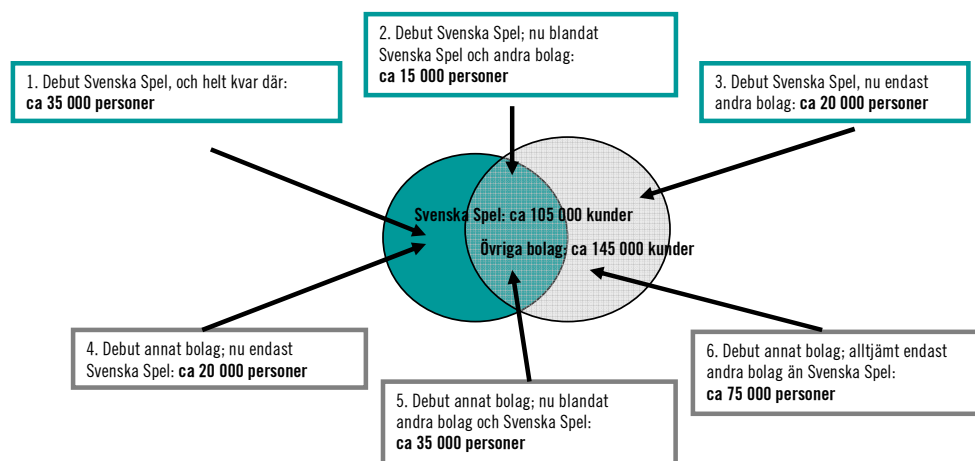 2. Debut Svenska Spel; nu blandat
Svenska Spel och andra bolag:
ca 15 000 personer
1. Debut Svenska Spel, och helt kvar där:
ca 35 000 personer
3. Debut Svenska Spel, nu endast
andra bolag: ca 20 000 personer
Svenska Spel: ca 105 000 kunder
Övriga bolag: ca 145 000 kunder
4. Debut annat bolag; nu endast
Svenska Spel: ca 20 000 personer
5. Debut annat bolag; nu blandat
andra bolag och Svenska Spel:
ca 35 000 personer
6. Debut annat bolag; alltjämt endast
andra bolag än Svenska Spel:
ca 75 000 personer